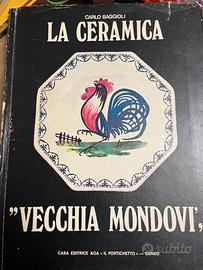 CARLO BAGGIOLI
LA CERAMICA
"VECCHIA MONDOVI',,
CASA EDITRICE AGA - IL PORTICHETTO - — CUNEO
subito